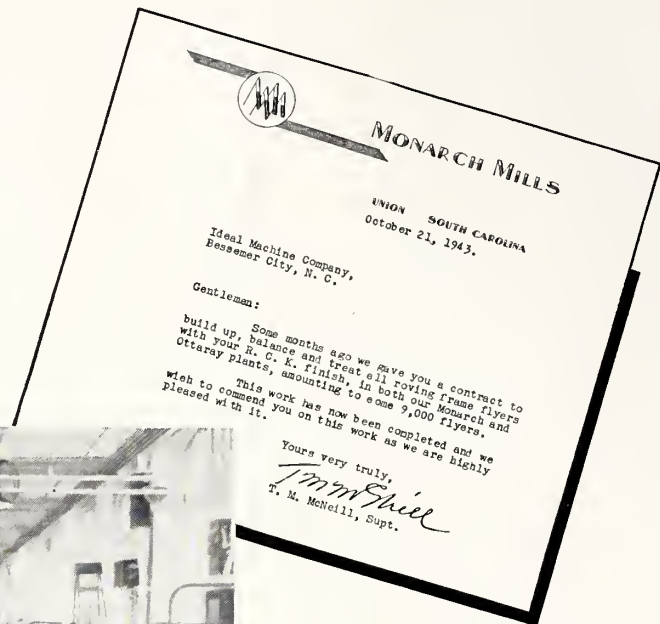 MONARCH MILLS
UNION SOUTH CAROLINA
October 21, 1943.
Ideal Machine Company,
Bessemer City, N. C.
Gentlemen:
Some months ago we gave you a contract to
build up, balance and treat all roving frame flyers
with your R. C. K. finish, in both our Monarch and
Ottaray plants, amounting to some 9,000 flyers.
This work has now been completed and we
wish to commend you on this work as we are highly
pleased with it.
Yours very truly,
T M McNeill
T. M. McNeill, Supt.